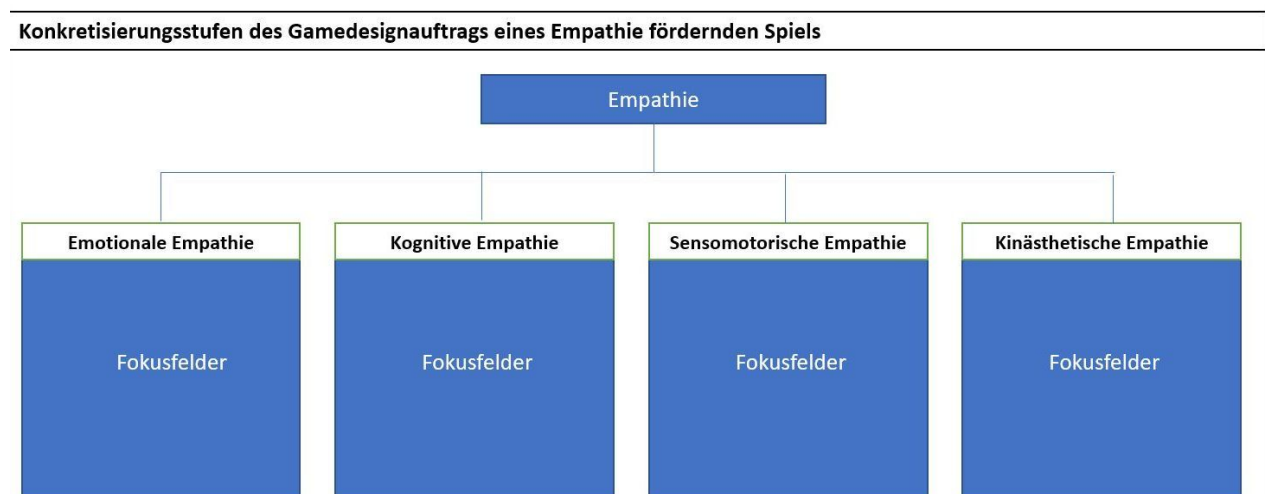 Konkretisierungsstufen des Gamedesignauftrags eines Empathie fördernden Spiels
Empathie
Emotionale Empathie
Kognitive Empathie
Sensomotorische Empathie
Kinästhetische Empathie
Fokusfelder
Fokusfelder
Fokusfelder
Fokusfelder